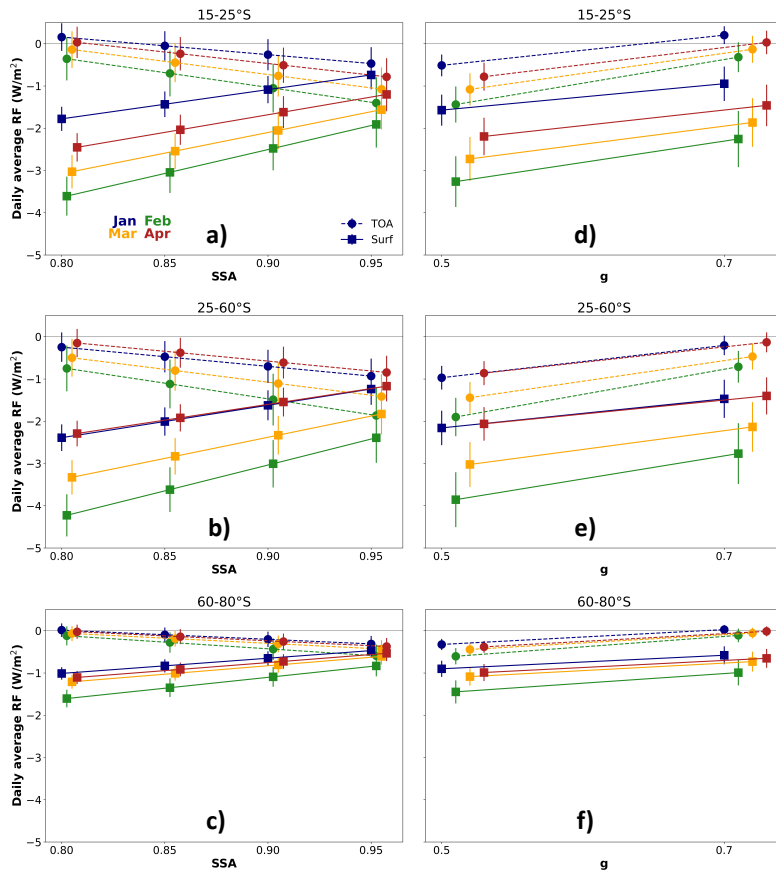 15-25°S
Daily average RF (W/m²)
0
−1
−2
−3
−4
−5
Jan Feb
Mar Apr
a)
TOA
Surf
0.80 0.85 0.90 0.95
SSA
15-25°S
d)
0.5 0.7
g
25-60°S
Daily average RF (W/m²)
0
−1
−2
−3
−4
−5
b)
0.80 0.85 0.90 0.95
SSA
25-60°S
e)
0.5 0.7
g
60-80°S
Daily average RF (W/m²)
0
−1
−2
−3
−4
−5
c)
0.80 0.85 0.90 0.95
SSA
60-80°S
f)
0.5 0.7
g